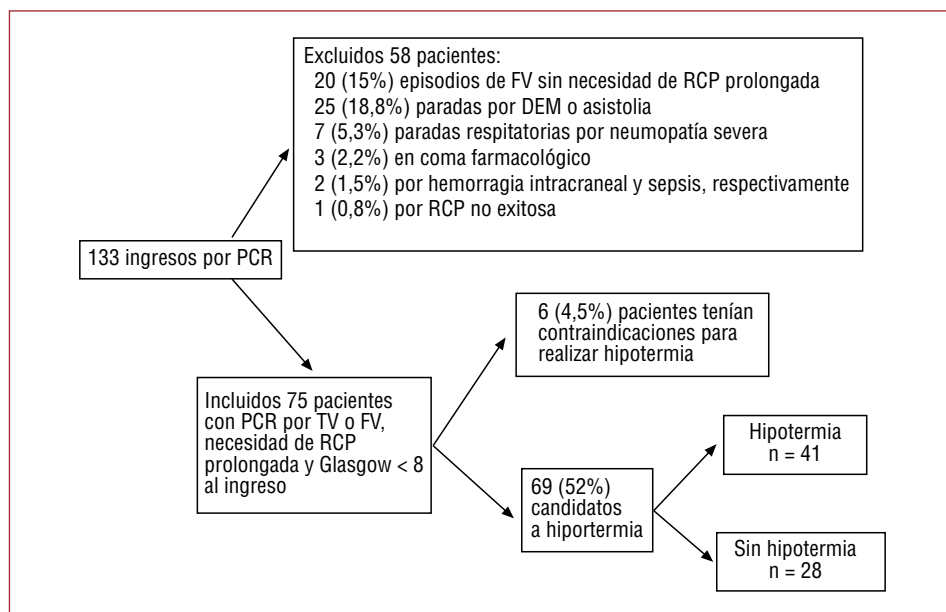 Excluidos 58 pacientes:
20 (15%) episodios de FV sin necesidad de RCP prolongada
25 (18,8%) paradas por DEM o asistolia
7 (5,3%) paradas respitatorias por neumopatía severa
3 (2,2%) en coma farmacológico
2 (1,5%) por hemorragia intracraneal y sepsis, respectivamente
1 (0,8%) por RCP no exitosa
133 ingresos por PCR
6 (4,5%) pacientes tenían
contraindicaciones para
realizar hipotermia
Incluidos 75 pacientes
con PCR por TV o FV,
necesidad de RCP
prolongada y Glasgow < 8
al ingreso
69 (52%)
candidatos
a hiportermia
Hipotermia
n = 41
Sin hipotermia
n = 28